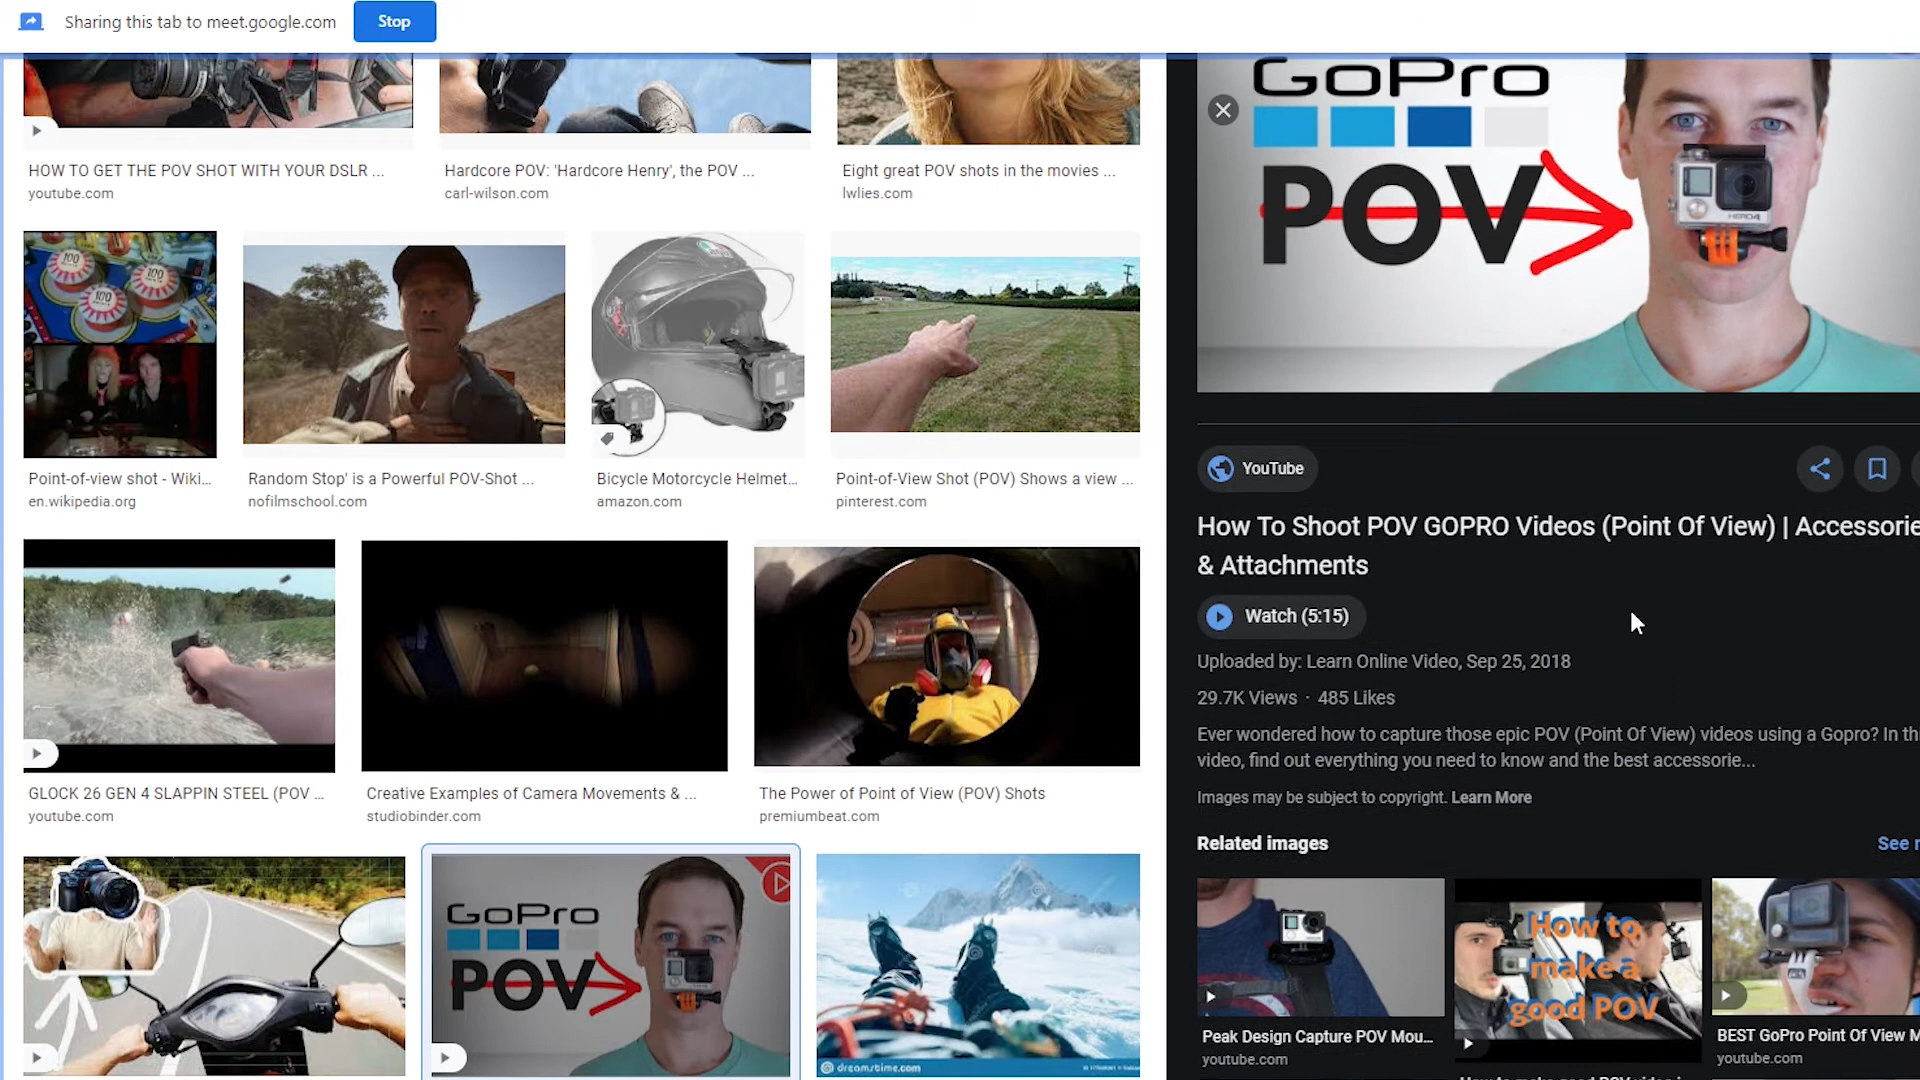 Sharing this tab to meet.google.com
Stop
HOW TO GET THE POV SHOT WITH YOUR DSLR ...
youtube.com
Hardcore POV: 'Hardcore Henry', the POV ...
carl-wilson.com
Eight great POV shots in the movies ...
lwlies.com
100
100
100
Point-of-view shot - Wiki...
en.wikipedia.org
Random Stop' is a Powerful POV-Shot ...
nofilmschool.com
Bicycle Motorcycle Helmet...
amazon.com
Point-of-View Shot (POV) Shows a view ...
pinterest.com
GLOCK 26 GEN 4 SLAPPIN STEEL (POV ...
youtube.com
Creative Examples of Camera Movements & ...
studiobinder.com
The Power of Point of View (POV) Shots
premiumbeat.com
GoPro
POV
dreamstime.com
GoPro
POV
HERO4
YouTube
How To Shoot POV GOPRO Videos (Point Of View) | Accessorie
& Attachments
Watch (5:15)
Uploaded by: Learn Online Video, Sep 25, 2018
29.7K Views · 485 Likes
Ever wondered how to capture those epic POV (Point Of View) videos using a Gopro? In thi
video, find out everything you need to know and the best accessorie...
Images may be subject to copyright. Learn More
Related images
See
How to
make a
good POV
Peak Design Capture POV Mou...
youtube.com
BEST GoPro Point Of View M
youtube.com